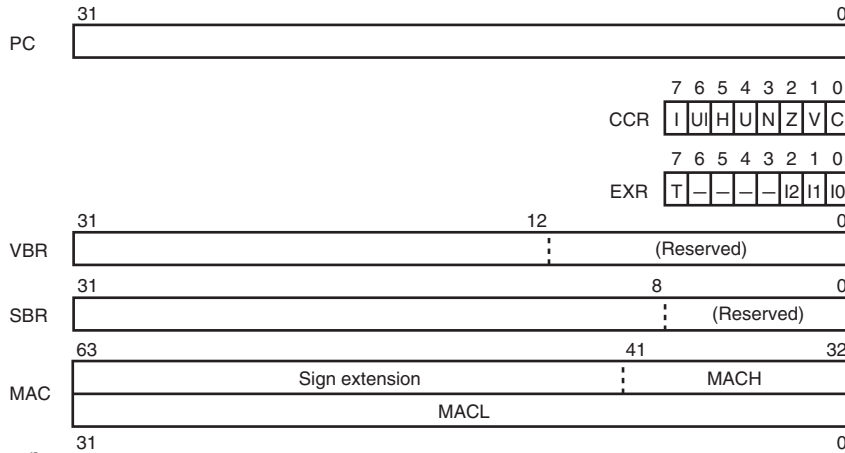 31 0
PC
7 6 5 4 3 2 1 0
CCR I UI H U N Z V C
7 6 5 4 3 2 1 0
EXR T — — — — I2 I1 I0
31 12 0
VBR (Reserved)
31 8 0
SBR (Reserved)
63 41 32
MAC Sign extension MACH
MACL
31 0